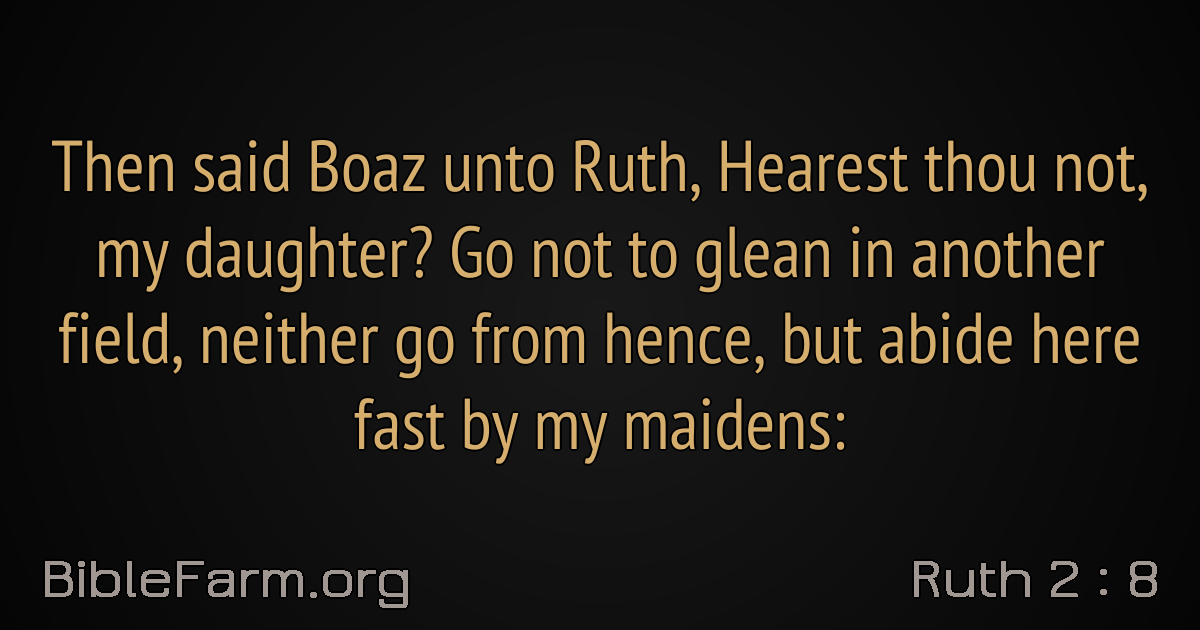 Then said Boaz unto Ruth, Hearest thou not,
my daughter? Go not to glean in another
field, neither go from hence, but abide here
fast by my maidens:
BibleFarm.org
Ruth 2 : 8